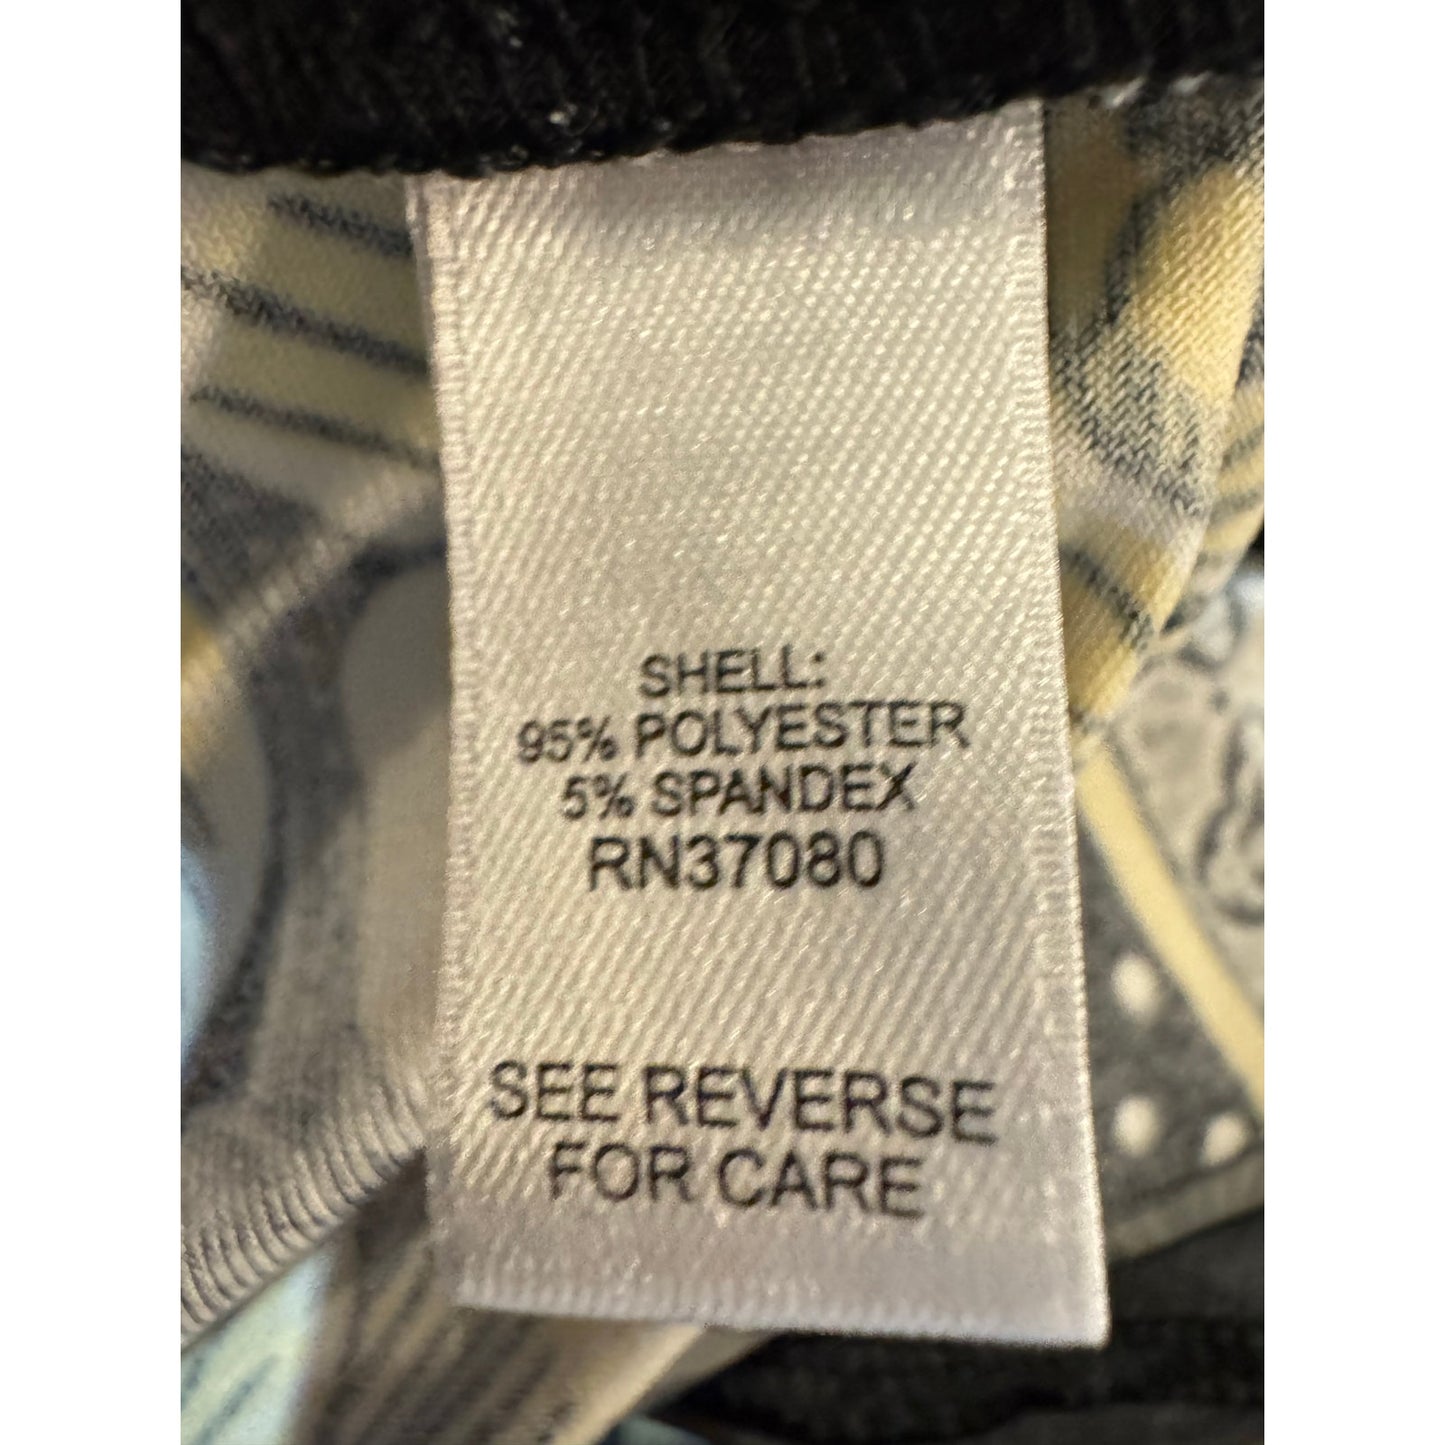 SHELL:
95% POLYESTER
5% SPANDEX
RN37080
SEE REVERSE
FOR CARE